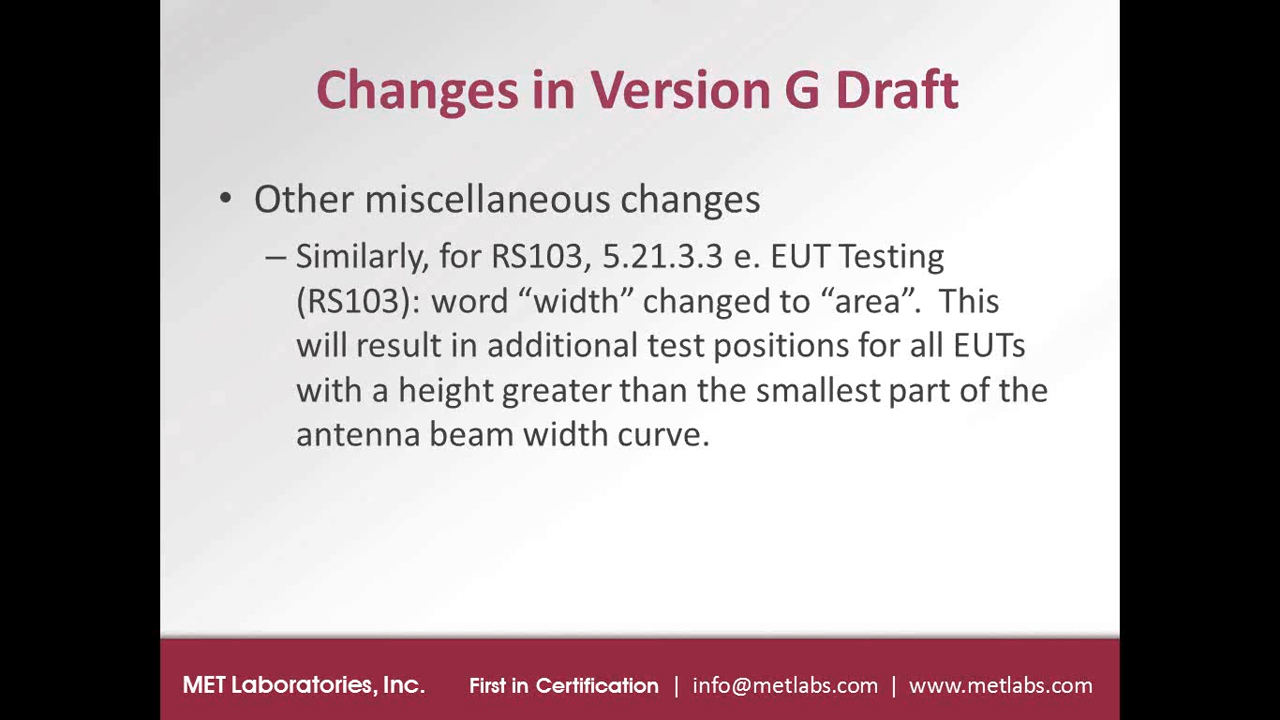 Changes in Version G Draft
• Other miscellaneous changes
– Similarly, for RS103, 5.21.3.3 e. EUT Testing
(RS103): word “width” changed to “area”.  This
will result in additional test positions for all EUTs
with a height greater than the smallest part of the
antenna beam width curve.
MET Laboratories, Inc. First in Certification | info@metlabs.com | www.metlabs.com